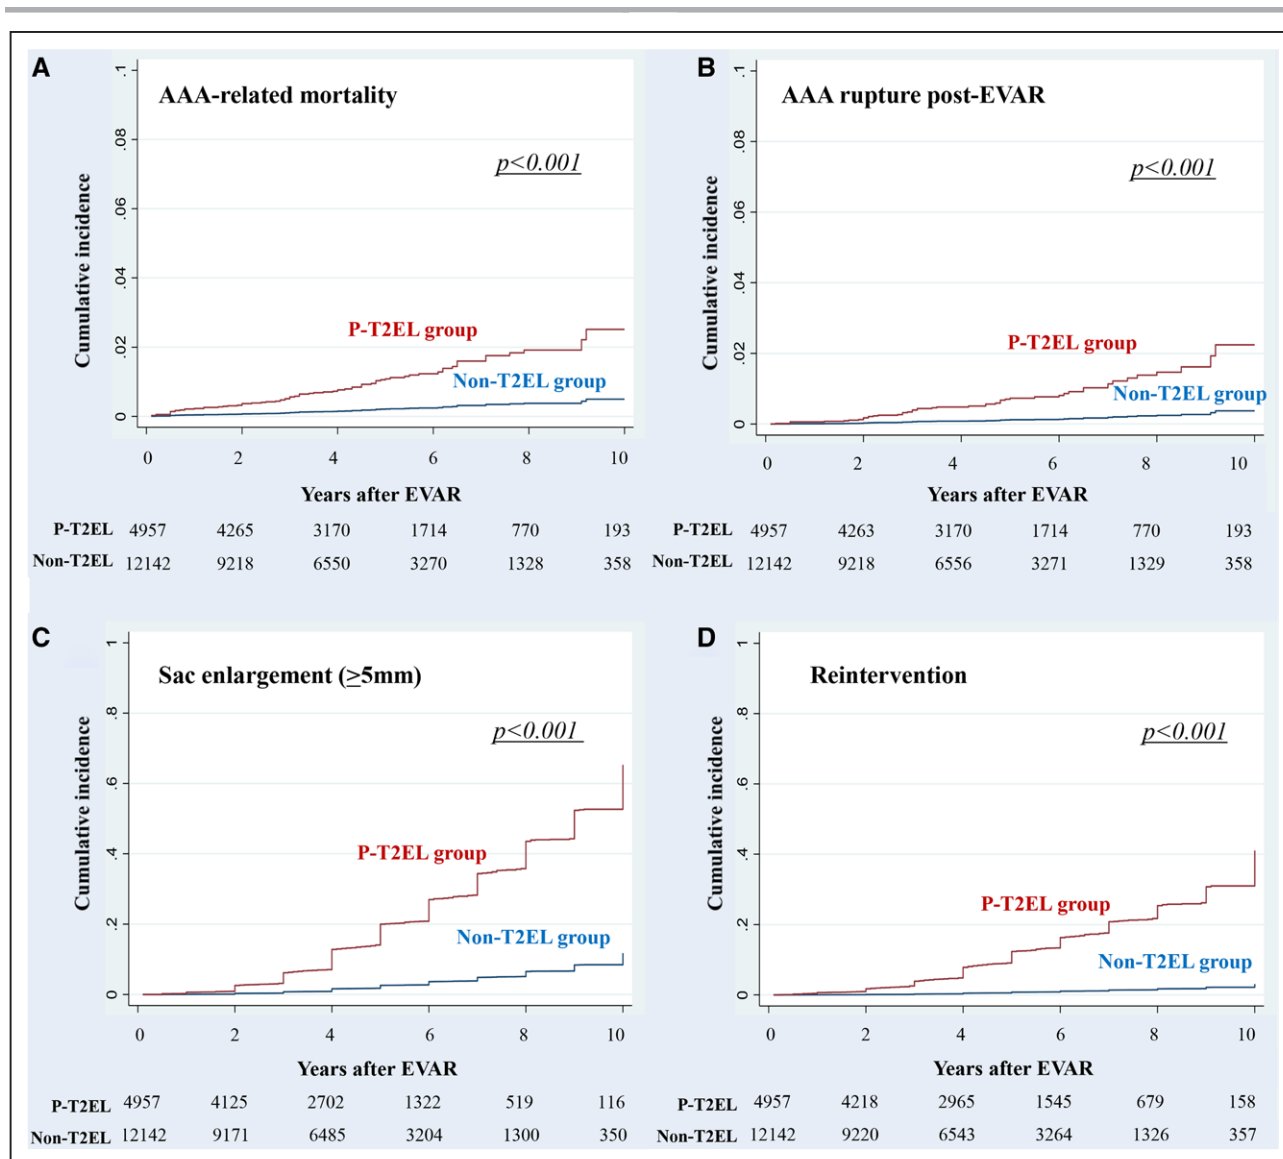 A
AAA-related mortality
p<0.001
Cumulative incidence
.1
.08
.06
.04
.02
0
P-T2EL group
Non-T2EL group
0 2 4 6 8 10
Years after EVAR
P-T2EL 4957 4265 3170 1714 770 193
Non-T2EL 12142 9218 6550 3270 1328 358
B
AAA rupture post-EVAR
p<0.001
Cumulative incidence
.1
.08
.06
.04
.02
0
P-T2EL group
Non-T2EL group
0 2 4 6 8 10
Years after EVAR
P-T2EL 4957 4263 3170 1714 770 193
Non-T2EL 12142 9218 6556 3271 1329 358
C
Sac enlargement (≥5mm)
p<0.001
Cumulative incidence
1
.8
.6
.4
.2
0
P-T2EL group
Non-T2EL group
0 2 4 6 8 10
Years after EVAR
P-T2EL 4957 4125 2702 1322 519 116
Non-T2EL 12142 9171 6485 3204 1300 350
D
Reintervention
p<0.001
Cumulative incidence
1
.8
.6
.4
.2
0
P-T2EL group
Non-T2EL group
0 2 4 6 8 10
Years after EVAR
P-T2EL 4957 4218 2965 1545 679 158
Non-T2EL 12142 9220 6543 3264 1326 357